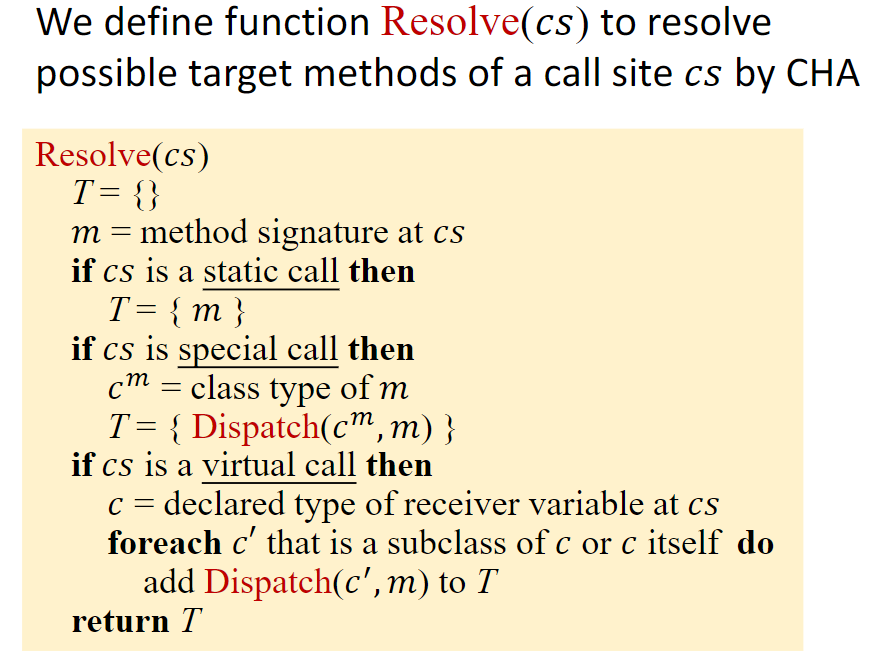 We define function Resolve(cs) to resolve
possible target methods of a call site cs by CHA
Resolve(cs)
T = {}
m = method signature at cs
if cs is a static call then
T = { m }
if cs is special call then
cᵐ = class type of m
T = { Dispatch(cᵐ, m) }
if cs is a virtual call then
c = declared type of receiver variable at cs
foreach c′ that is a subclass of c or c itself do
add Dispatch(c′, m) to T
return T